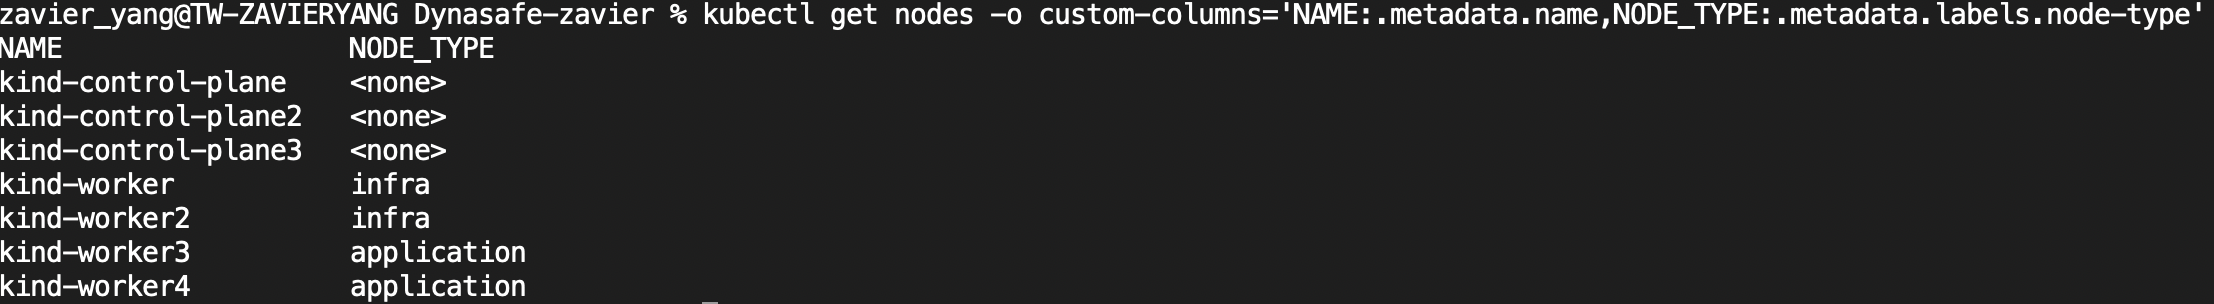 zavier_yang@TW-ZAVIERYANG Dynasafe-zavier % kubectl get nodes -o custom-columns='NAME:.metadata.name,NODE_TYPE:.metadata.labels.node-type'
NAME                  NODE_TYPE
kind-control-plane    <none>
kind-control-plane2   <none>
kind-control-plane3   <none>
kind-worker           infra
kind-worker2          infra
kind-worker3          application
kind-worker4          application